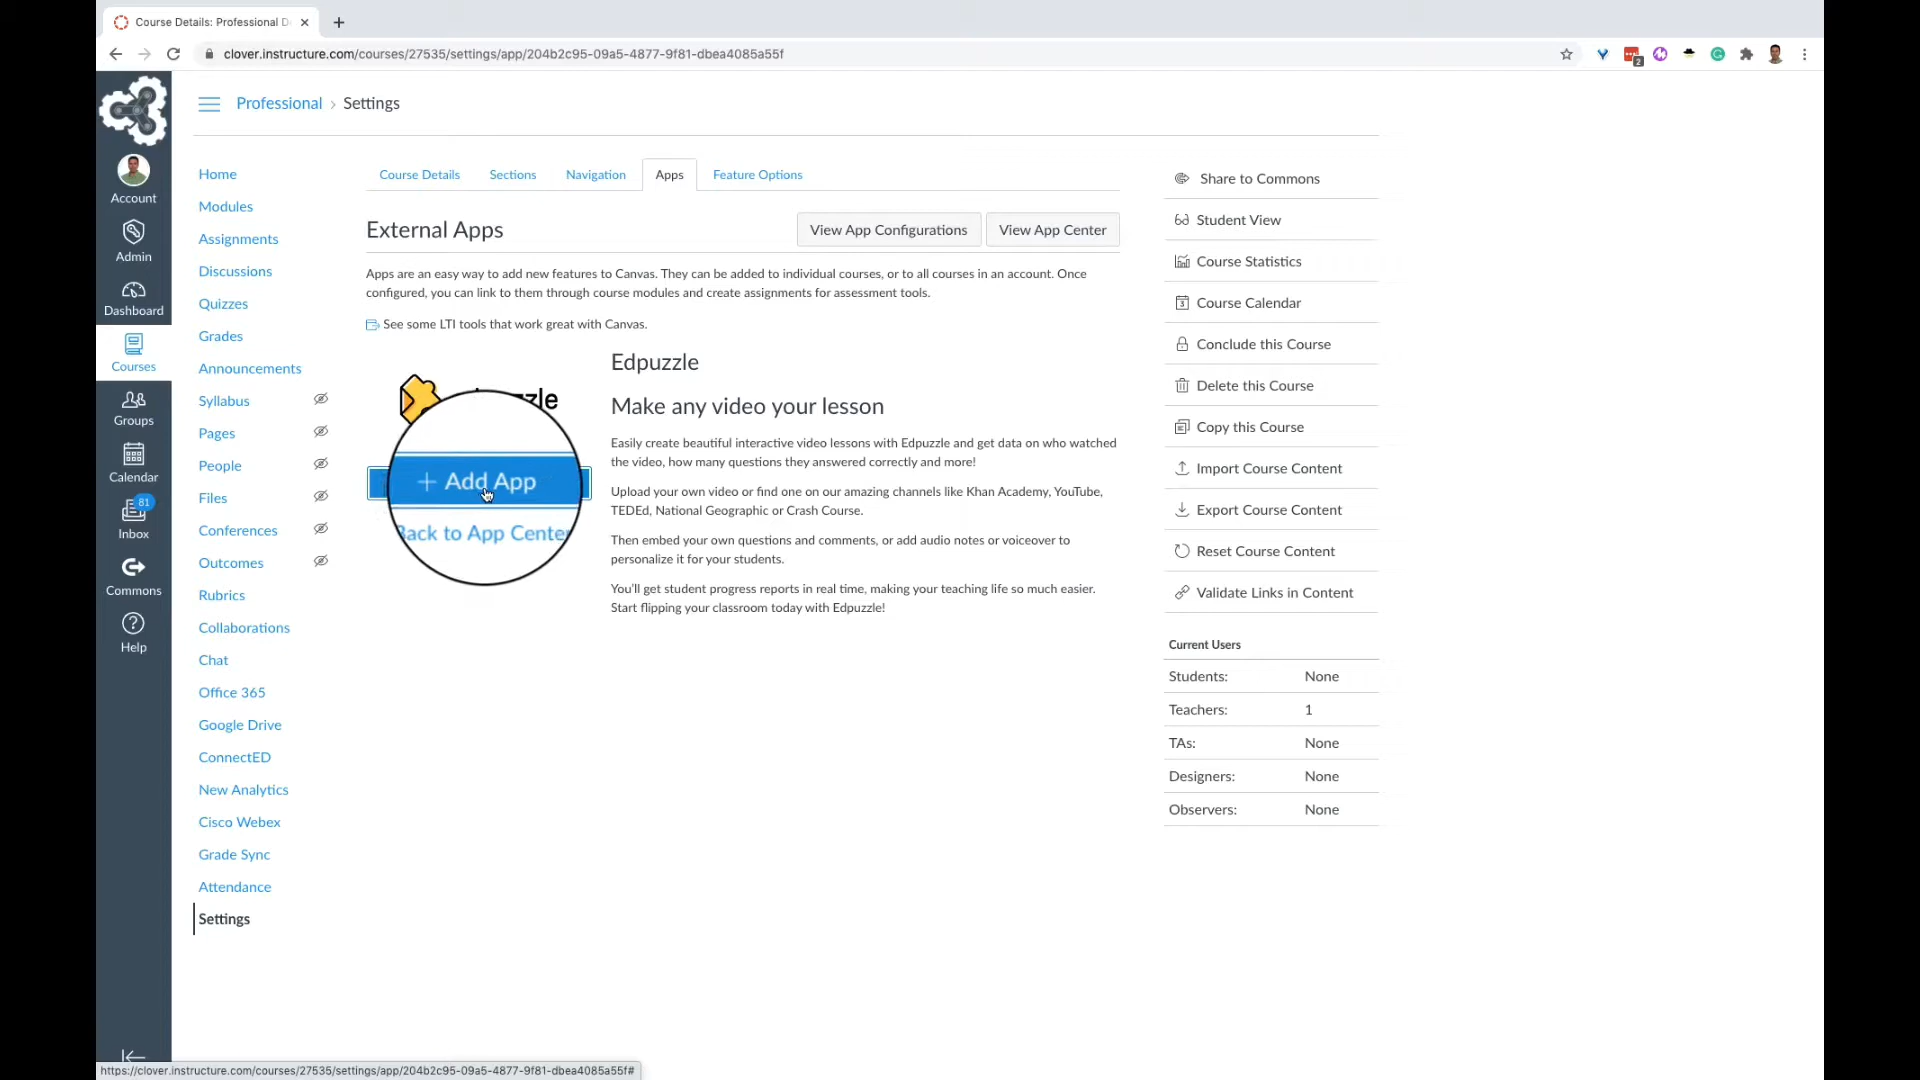 Course Details: Professional D
clover.instructure.com/courses/27535/settings/app/204b2c95-09a5-4877-9f81-dbea4085a55f
2
Professional > Settings
Account
Admin
Dashboard
Courses
Groups
Calendar
81
Inbox
Commons
Help
Home
Modules
Assignments
Discussions
Quizzes
Grades
Announcements
Syllabus
Pages
People
Files
Conferences
Outcomes
Rubrics
Collaborations
Chat
Office 365
Google Drive
ConnectED
New Analytics
Cisco Webex
Grade Sync
Attendance
Settings
Course Details Sections Navigation Apps Feature Options
External Apps
View App Configurations View App Center
Apps are an easy way to add new features to Canvas. They can be added to individual courses, or to all courses in an account. Once
configured, you can link to them through course modules and create assignments for assessment tools.
See some LTI tools that work great with Canvas.
zzle
+ Add App
Back to App Center
Edpuzzle
Make any video your lesson
Easily create beautiful interactive video lessons with Edpuzzle and get data on who watched
the video, how many questions they answered correctly and more!
Upload your own video or find one on our amazing channels like Khan Academy, YouTube,
TEDEd, National Geographic or Crash Course.
Then embed your own questions and comments, or add audio notes or voiceover to
personalize it for your students.
You'll get student progress reports in real time, making your teaching life so much easier.
Start flipping your classroom today with Edpuzzle!
Share to Commons
Student View
Course Statistics
Course Calendar
Conclude this Course
Delete this Course
Copy this Course
Import Course Content
Export Course Content
Reset Course Content
Validate Links in Content
Current Users
Students: None
Teachers: 1
TAs: None
Designers: None
Observers: None
https://clover.instructure.com/courses/27535/settings/app/204b2c95-09a5-4877-9f81-dbea4085a55f#